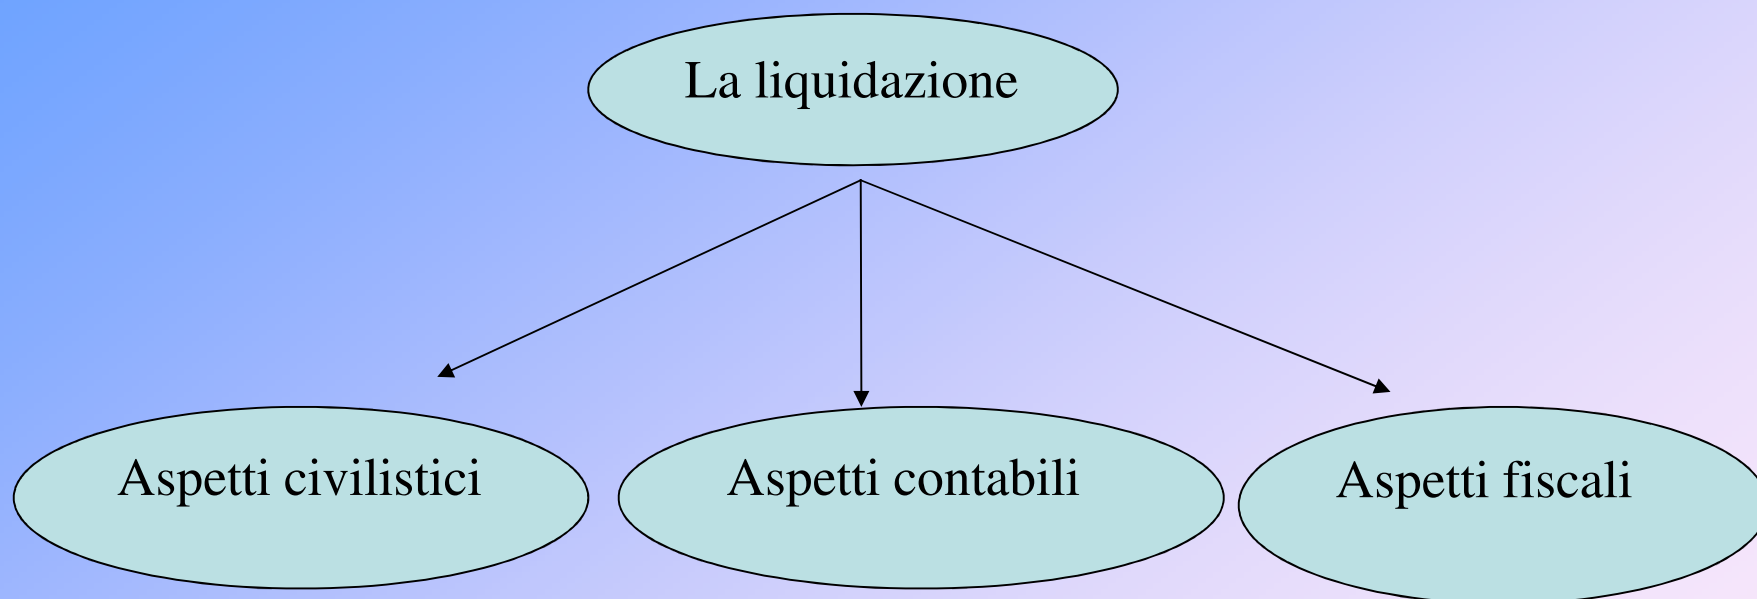 La liquidazione
Aspetti civilistici
Aspetti contabili
Aspetti fiscali